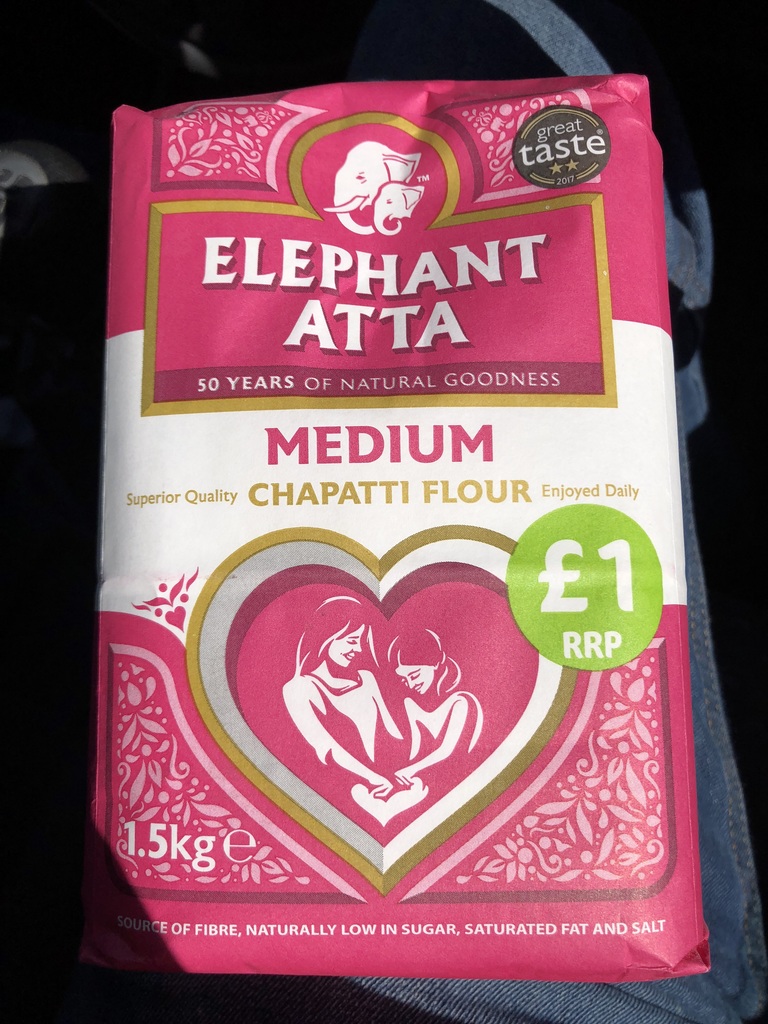 great
taste®
2017
TM
ELEPHANT
ATTA
50 YEARS OF NATURAL GOODNESS
MEDIUM
Superior Quality CHAPATTI FLOUR Enjoyed Daily
£1
RRP
1.5kg e
SOURCE OF FIBRE, NATURALLY LOW IN SUGAR, SATURATED FAT AND SALT